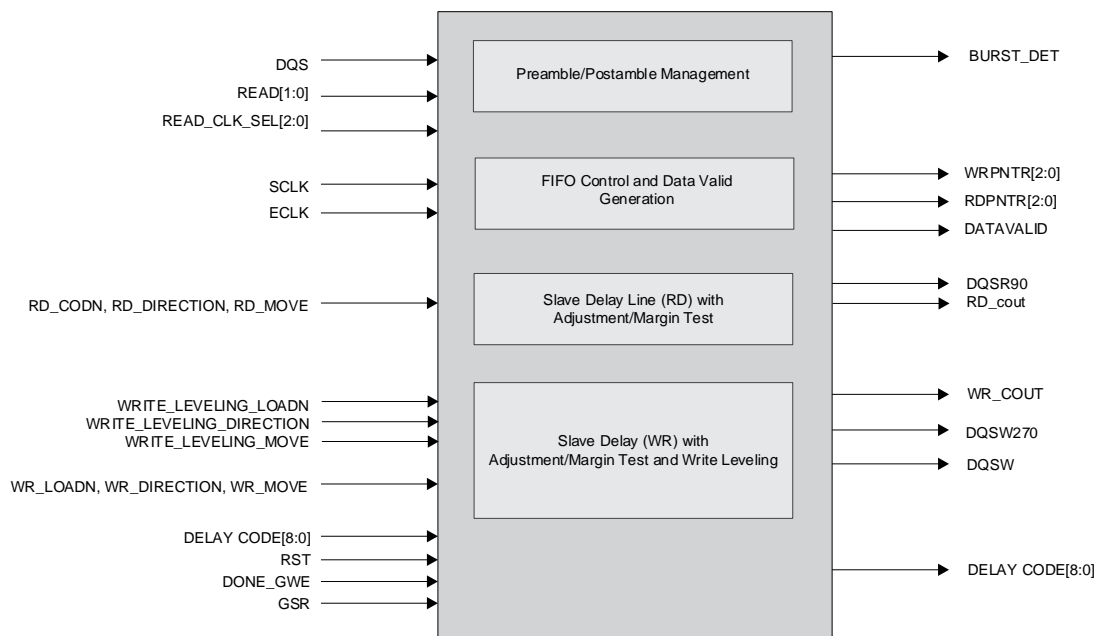 DQS
READ[1:0]
READ_CLK_SEL[2:0]
Preamble/Postamble Management
BURST_DET
SCLK
ECLK
FIFO Control and Data Valid
Generation
WRPNTR[2:0]
RDPNTR[2:0]
DATAVALID
RD_CODN, RD_DIRECTION, RD_MOVE
Slave Delay Line (RD) with
Adjustment/Margin Test
DQSR90
RD_cout
WRITE_LEVELING_LOADN
WRITE_LEVELING_DIRECTION
WRITE_LEVELING_MOVE
WR_LOADN, WR_DIRECTION, WR_MOVE
Slave Delay (WR) with
Adjustment/Margin Test and Write Leveling
WR_COUT
DQSW270
DQSW
DELAY CODE[8:0]
RST
DONE_GWE
GSR
DELAY CODE[8:0]